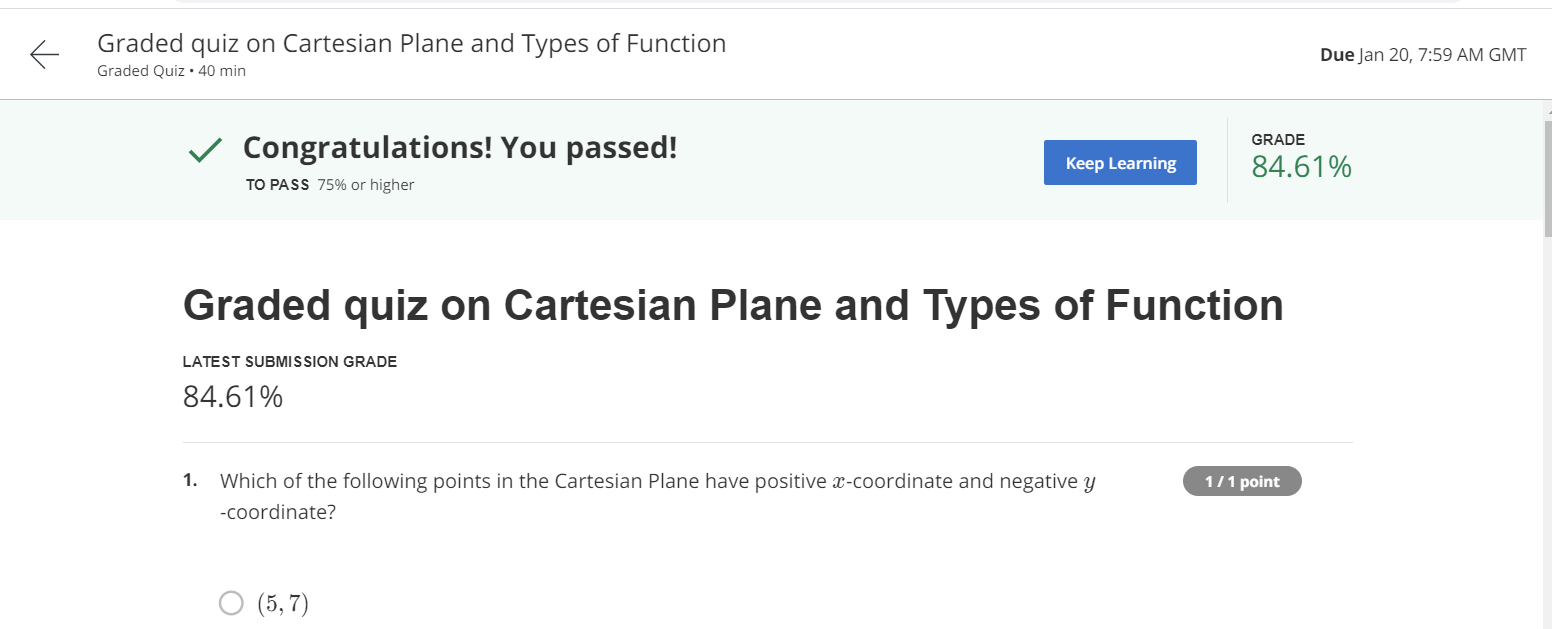 Graded quiz on Cartesian Plane and Types of Function
Graded Quiz • 40 min
Due Jan 20, 7:59 AM GMT
Congratulations! You passed!
TO PASS 75% or higher
Keep Learning
GRADE
84.61%
Graded quiz on Cartesian Plane and Types of Function
LATEST SUBMISSION GRADE
84.61%
1. Which of the following points in the Cartesian Plane have positive x-coordinate and negative y
-coordinate?
1 / 1 point
(5, 7)